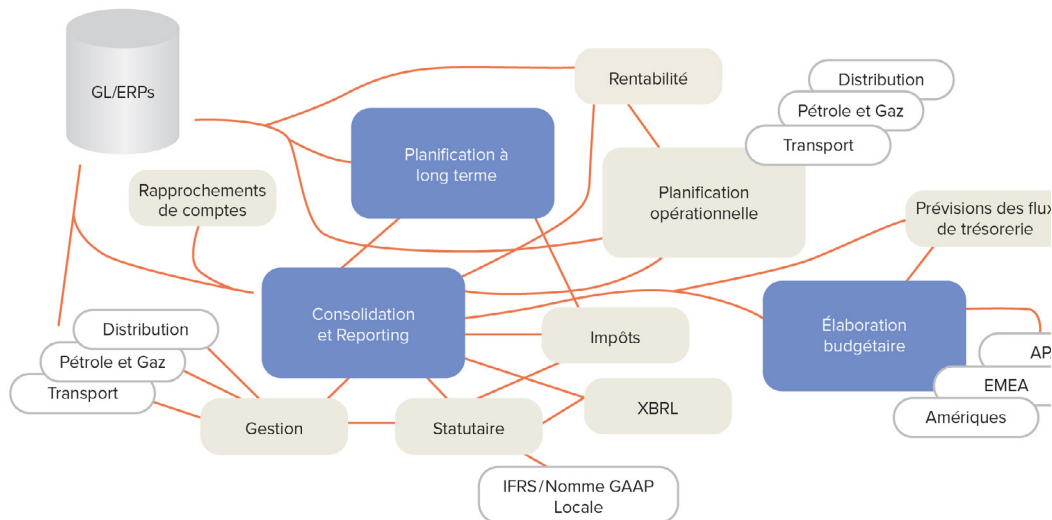 GL/ERPs
Rentabilité
Distribution
Pétrole et Gaz
Transport
Planification à
long terme
Rapprochements
de comptes
Planification
opérationnelle
Prévisions des flux
de trésorerie
Consolidation
et Reporting
Élaboration
budgétaire
Distribution
Pétrole et Gaz
Transport
Impôts
AP
EMEA
Amériques
XBRL
Gestion
Statutaire
IFRS/Nomme GAAP
Locale